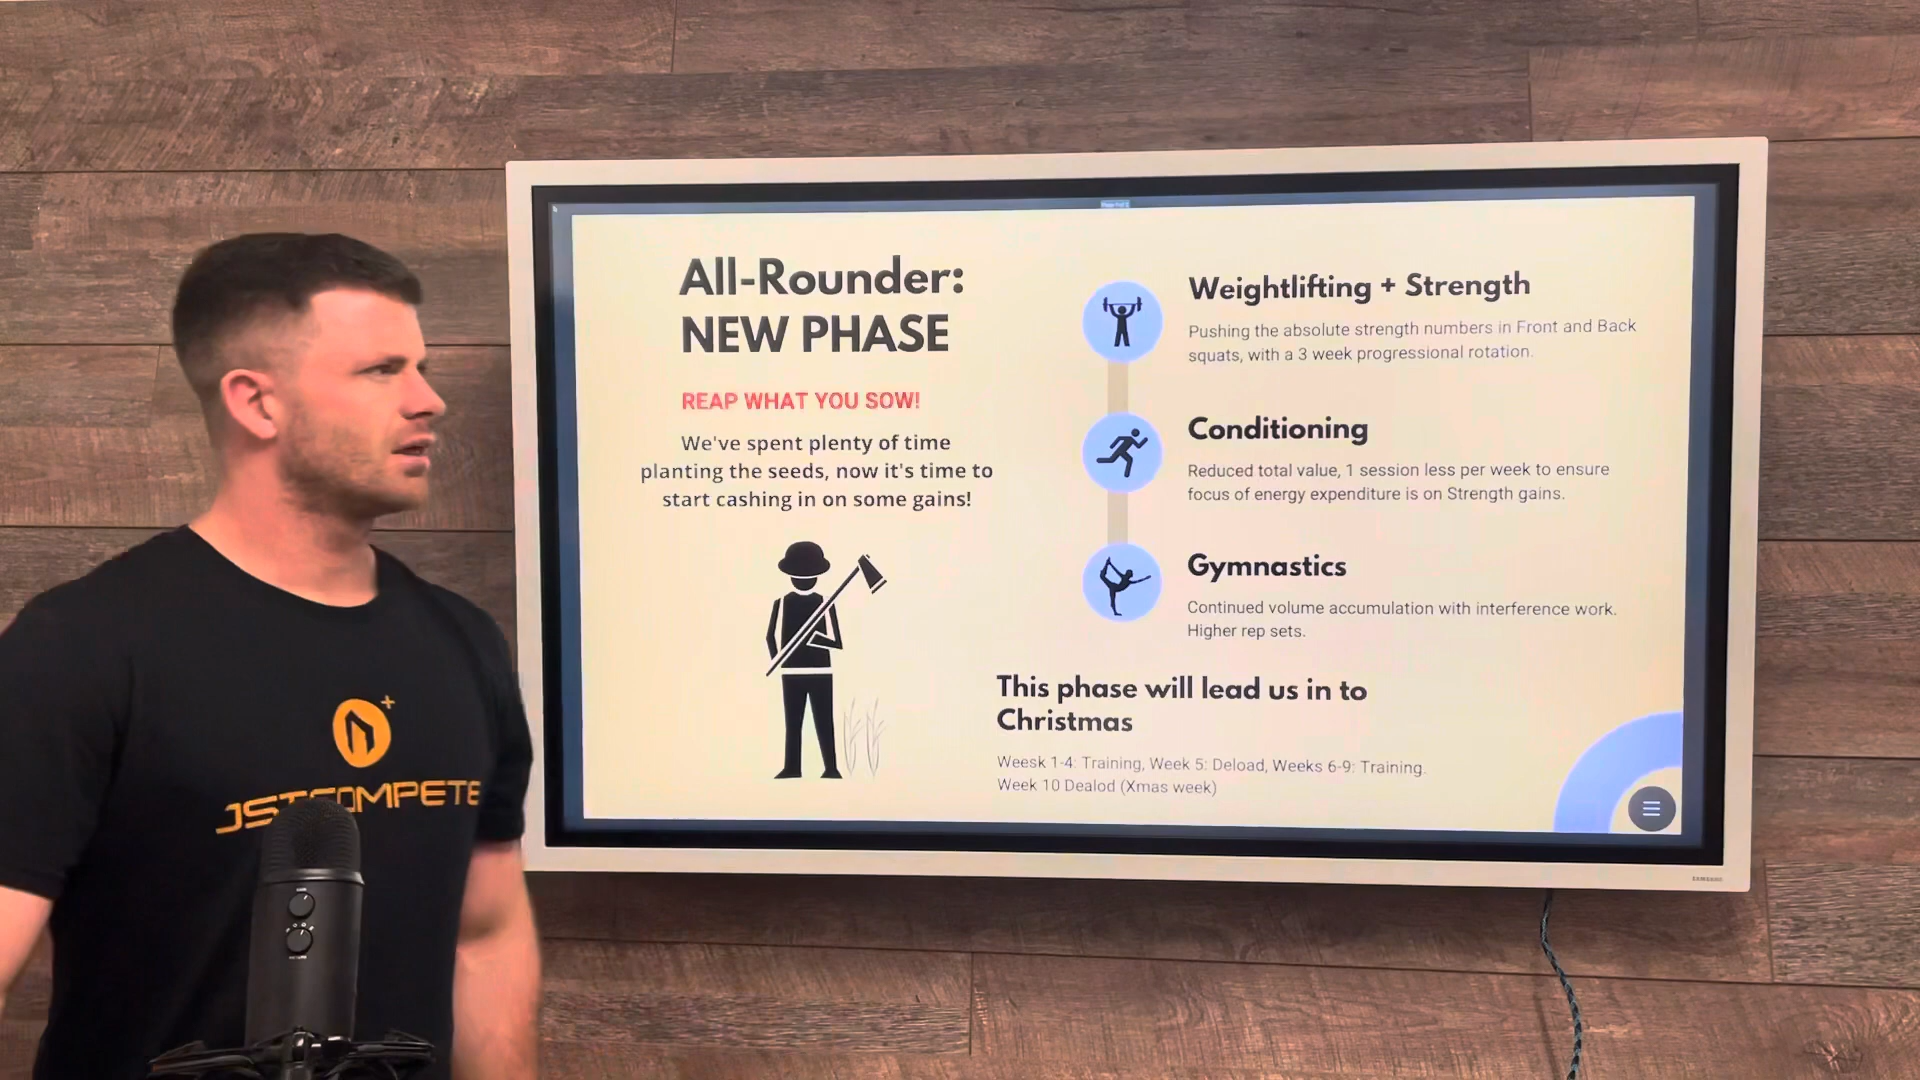 All-Rounder:
NEW PHASE
REAP WHAT YOU SOW!
We've spent plenty of time
planting the seeds, now it's time to
start cashing in on some gains!
Weightlifting + Strength
Pushing the absolute strength numbers in Front and Back
squats, with a 3 week progressional rotation.
Conditioning
Reduced total value, 1 session less per week to ensure
focus of energy expenditure is on Strength gains.
Gymnastics
Continued volume accumulation with interference work.
Higher rep sets.
This phase will lead us in to
Christmas
Weesk 1-4: Training, Week 5: Deload, Weeks 6-9: Training.
Week 10 Dealod (Xmas week)
SAMSUNG
JSTCOMPETE